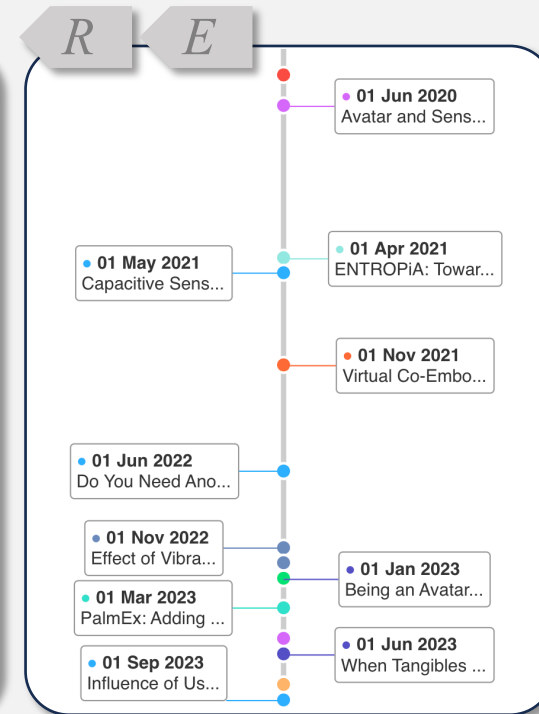 R E
01 Jun 2020
Avatar and Sens...
01 Apr 2021
ENTROPiA: Towar...
01 May 2021
Capacitive Sens...
01 Nov 2021
Virtual Co-Embo...
01 Jun 2022
Do You Need Ano...
01 Nov 2022
Effect of Vibra...
01 Jan 2023
Being an Avatar...
01 Mar 2023
PalmEx: Adding ...
01 Jun 2023
When Tangibles ...
01 Sep 2023
Influence of Us...